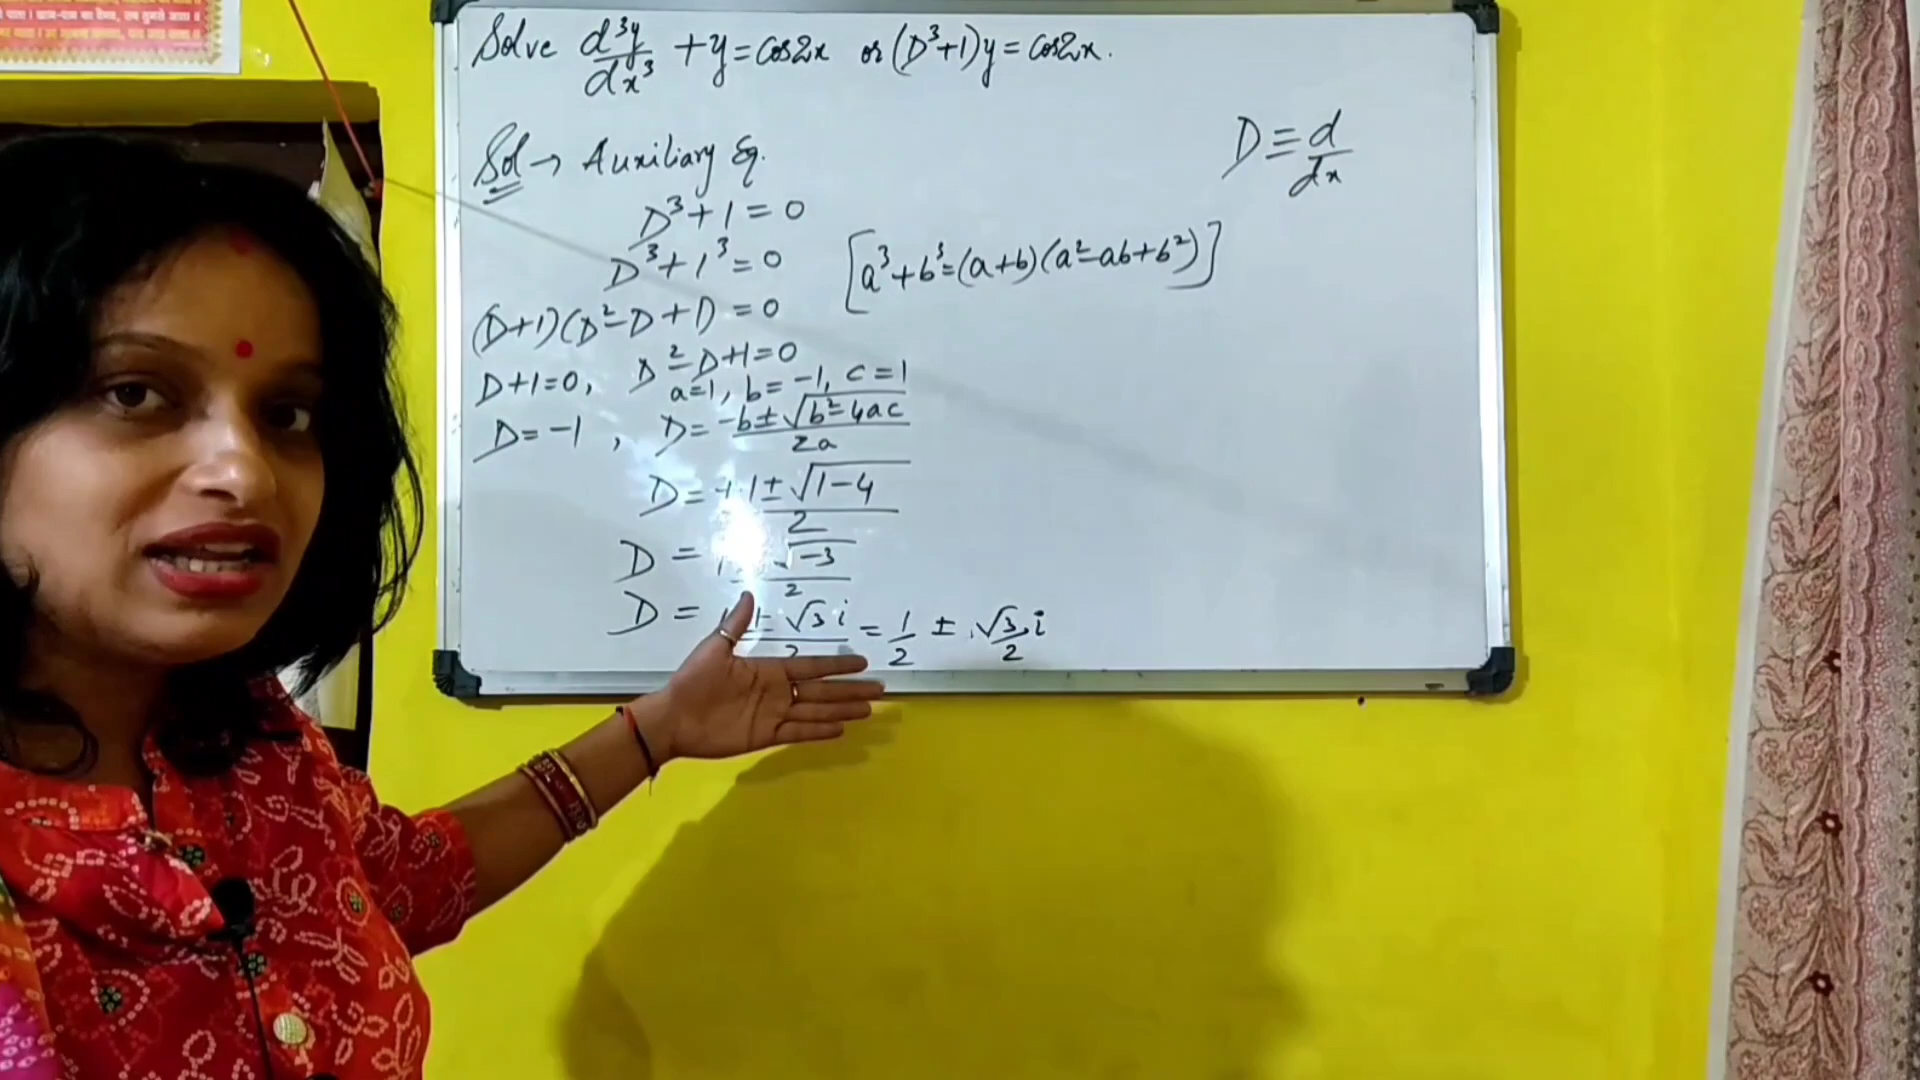 Solve d³y/dx³ + y = cos2x or (D³+1)y = cos2x.
D ≡ d/dx
Sol → Auxiliary Eq.
D³ + 1 = 0
D³ + 1³ = 0 [a³+b³=(a+b)(a²-ab+b²)]
(D+1)(D²-D+1) = 0
D+1=0, D²-D+1=0
a=1, b=-1, c=1
D=-1, D= -b±√b²-4ac / 2a
D= +1±√1-4 / 2
D = √-3 / 2
D = 1 ± √3 i / 2 = 1/2 ± √3/2 i